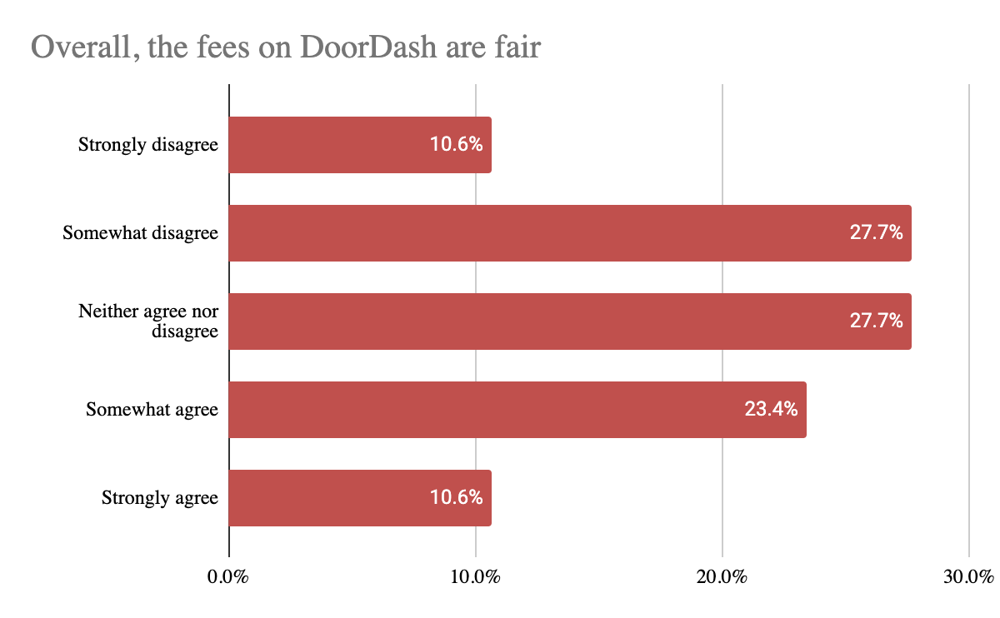 Overall, the fees on DoorDash are fair
Strongly disagree
10.6%
Somewhat disagree
27.7%
Neither agree nor
disagree
27.7%
Somewhat agree
23.4%
Strongly agree
10.6%
0.0%
10.0%
20.0%
30.0%